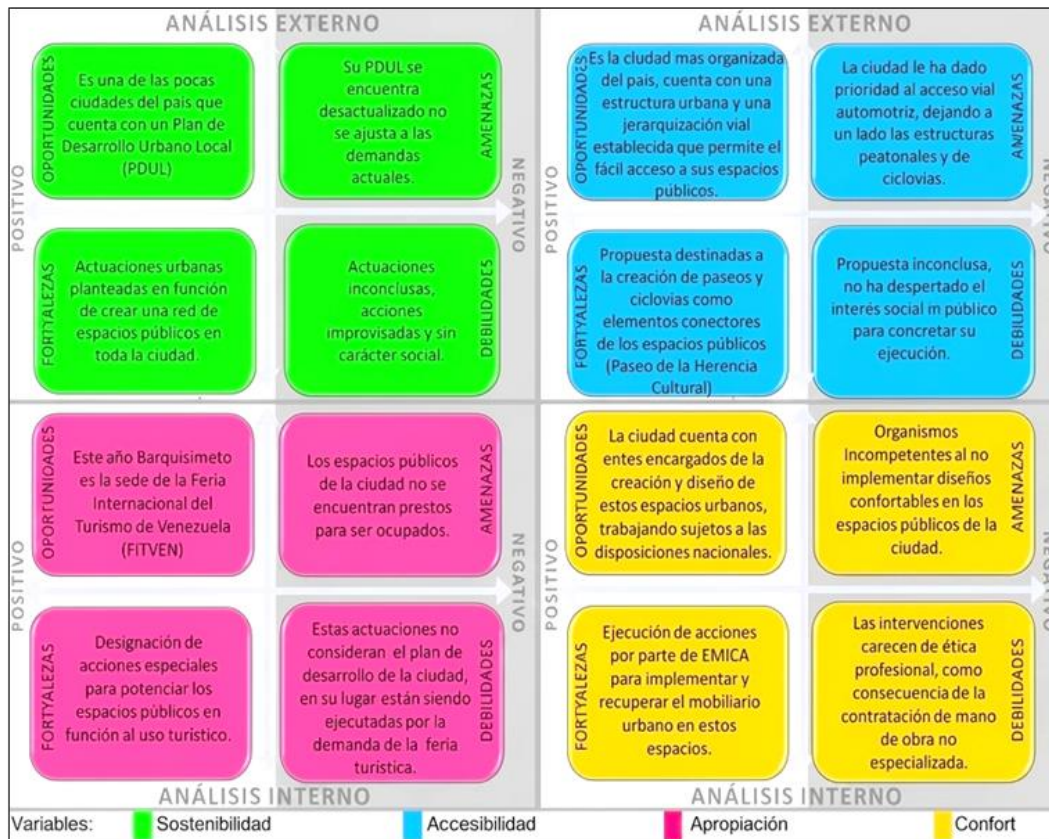 ANÁLISIS EXTERNO
POSITIVO
NEGATIVO
OPORTUNIDADES
Es una de las pocas
ciudades del país que
cuenta con un Plan de
Desarrollo Urbano Local
(PDUL)
Su PDUL se
encuentra
desactualizado no
se ajusta a las
demandas
actuales.
AMENAZAS
FORTYALEZAS
Actuaciones urbanas
planteadas en función
de crear una red de
espacios públicos en
toda la ciudad.
Actuaciones
inconclusas,
acciones
improvisadas y sin
carácter social.
DEBILIDADES
ANÁLISIS EXTERNO
OPORTUNIDADES
Es la ciudad mas organizada
del país, cuenta con una
estructura urbana y una
jerarquización vial
establecida que permite el
fácil acceso a sus espacios
públicos.
La ciudad le ha dado
prioridad al acceso vial
automotriz, dejando a
un lado las estructuras
peatonales y de
ciclovías.
AMENAZAS
POSITIVO
NEGATIVO
FORTYALEZAS
Propuesta destinadas a
la creación de paseos y
ciclovías como
elementos conectores
de los espacios públicos
(Paseo de la Herencia
Cultural)
Propuesta inconclusa,
no ha despertado el
interés social ni público
para concretar su
ejecución.
DEBILIDADES
OPORTUNIDADES
Este año Barquisimeto
es la sede de la Feria
Internacional del
Turismo de Venezuela
(FITVEN)
Los espacios públicos
de la ciudad no se
encuentran prestos
para ser ocupados.
AMENAZAS
POSITIVO
NEGATIVO
FORTYALEZAS
Designación de
acciones especiales
para potenciar los
espacios públicos en
función al uso turístico.
Estas actuaciones no
consideran el plan de
desarrollo de la ciudad,
en su lugar están siendo
ejecutadas por la
demanda de la feria
turística.
DEBILIDADES
ANÁLISIS INTERNO
OPORTUNIDADES
La ciudad cuenta con
entes encargados de la
creación y diseño de
estos espacios urbanos,
trabajando sujetos a las
disposiciones nacionales.
Organismos
Incompetentes al no
implementar diseños
confortables en los
espacios públicos de la
ciudad.
AMENAZAS
POSITIVO
NEGATIVO
FORTYALEZAS
Ejecución de acciones
por parte de EMICA
para implementar y
recuperar el mobiliario
urbano en estos
espacios.
Las intervenciones
carecen de ética
profesional, como
consecuencia de la
contratación de mano
de obra no
especializada.
DEBILIDADES
ANÁLISIS INTERNO
Variables: Sostenibilidad Accesibilidad Apropiación Confort